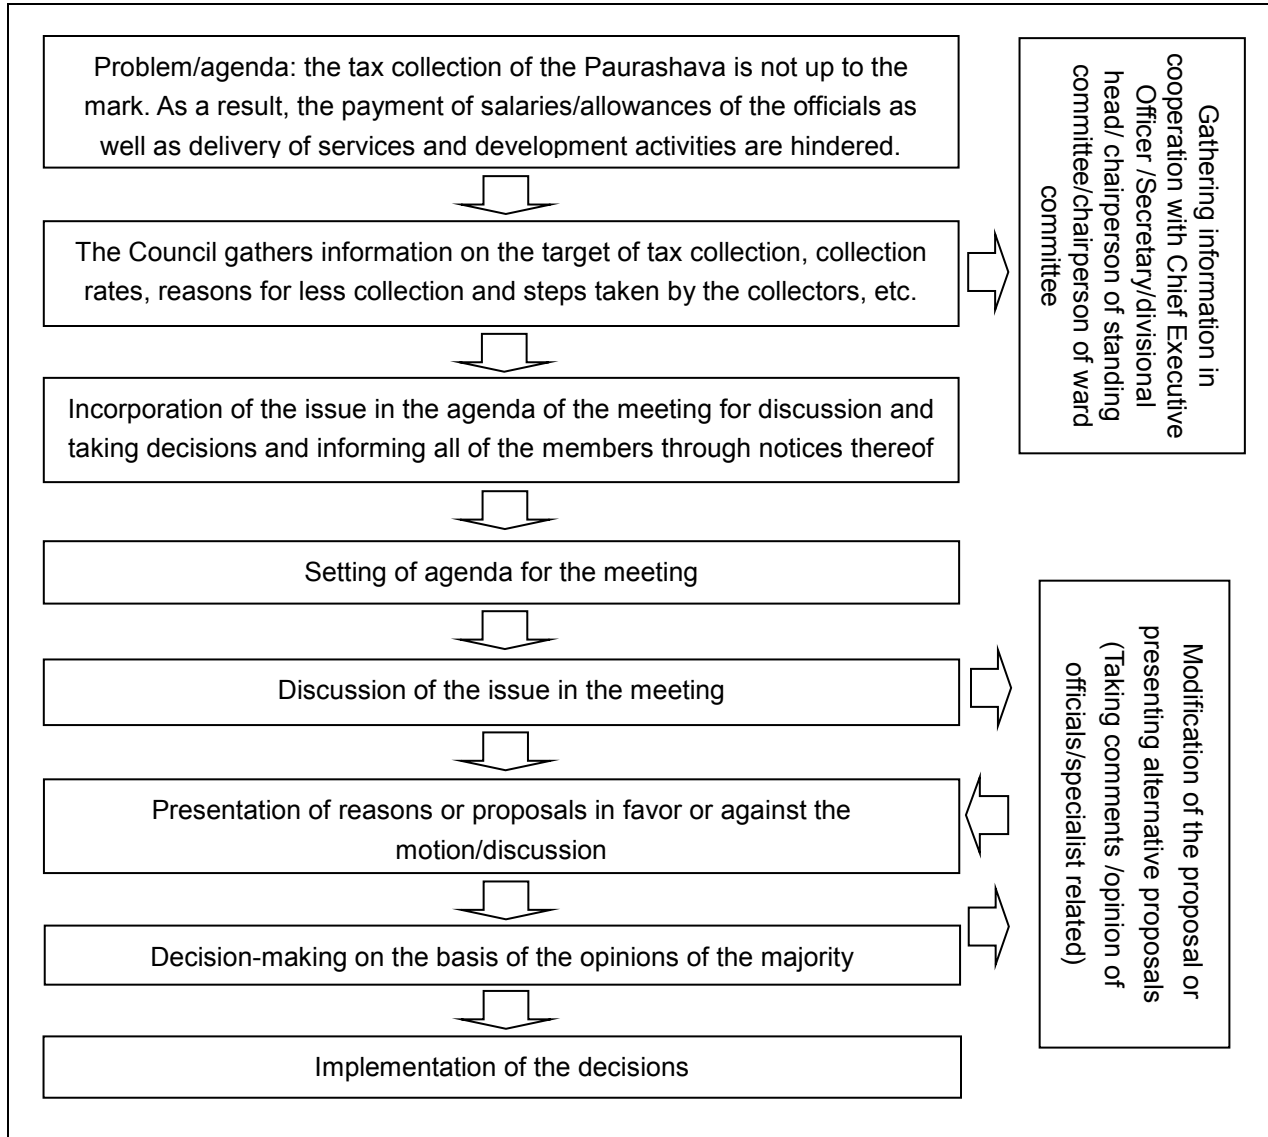 Problem/agenda: the tax collection of the Paurashava is not up to the
mark. As a result, the payment of salaries/allowances of the officials as
well as delivery of services and development activities are hindered.
Gathering information in
cooperation with Chief Executive
Officer /Secretary/divisional
head/ chairperson of standing
committee/chairperson of ward
committee
The Council gathers information on the target of tax collection, collection
rates, reasons for less collection and steps taken by the collectors, etc.
Incorporation of the issue in the agenda of the meeting for discussion and
taking decisions and informing all of the members through notices thereof
Setting of agenda for the meeting
Discussion of the issue in the meeting
Modification of the proposal or
presenting alternative proposals
(Taking comments /opinion of
officials/specialist related)
Presentation of reasons or proposals in favor or against the
motion/discussion
Decision-making on the basis of the opinions of the majority
Implementation of the decisions